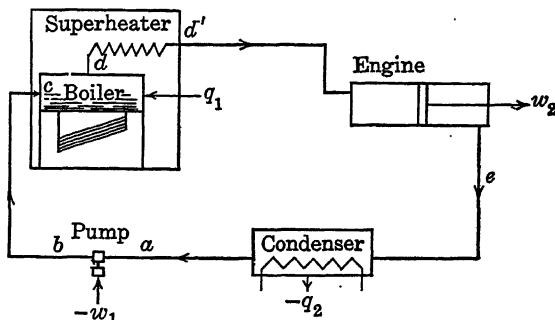 Superheater
d'
d
Engine
c
Boiler
q1
w2
e
Pump
b
a
Condenser
-w1
-q2